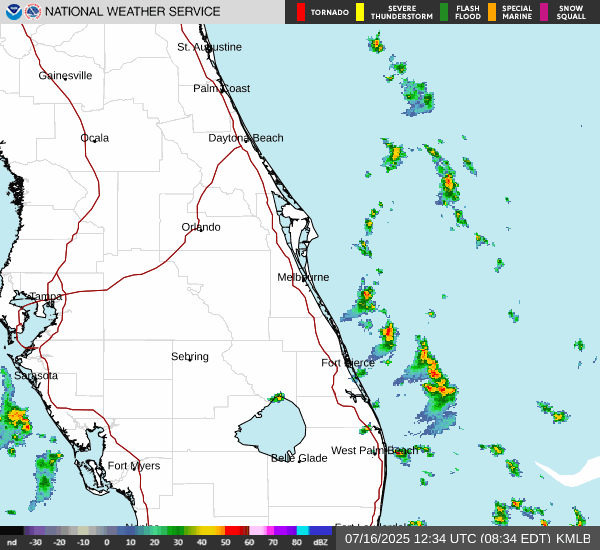 NATIONAL WEATHER SERVICE
TORNADO
SEVERE
THUNDERSTORM
FLASH
FLOOD
SPECIAL
MARINE
SNOW
SQUALL
St. Augustine
Gainesville
Palm Coast
Ocala
Daytona Beach
Orlando
Melbourne
Tampa
Sebring
Fort Pierce
Sarasota
West Palm Beach
Belle Glade
Fort Myers
nd -30 -20 -10 0 10 20 30 40 50 60 70 80 dBZ
07/16/2025 12:34 UTC (08:34 EDT) KMLB